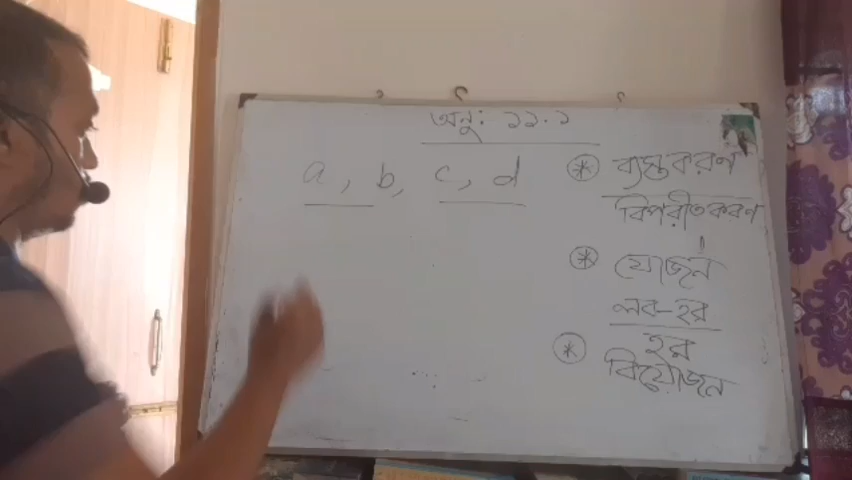 অনু: ১১.১
a, b, c, d
ব্যস্তকরণ
বিপরীতকরণ
যোজন
লব-হর
হর
বিয়োজন